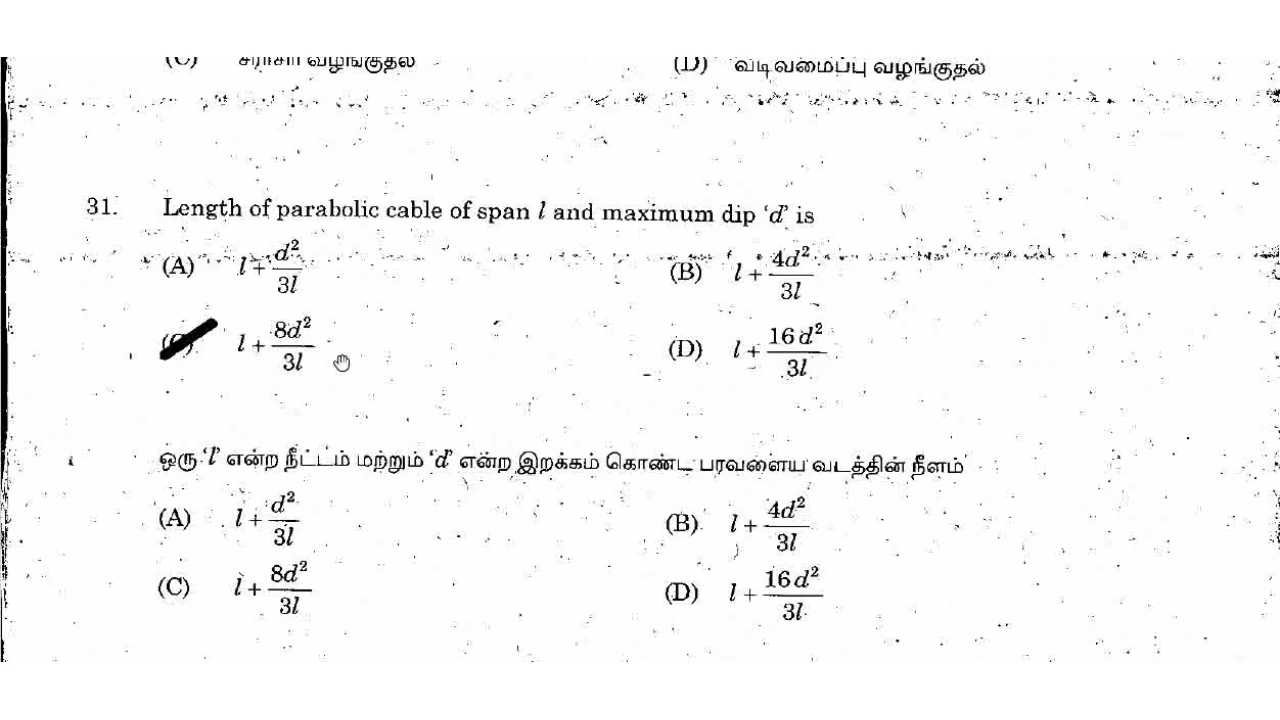 வழங்குதல் (D) வடிவமைப்பு வழங்குதல்
31. Length of parabolic cable of span l and maximum dip ‘d’ is
(A) l + d²/3l (B) l + 4d²/3l
l + 8d²/3l (D) l + 16d²/3l
ஒரு ‘l’ என்ற நீட்டம் மற்றும் ‘d’ என்ற இறக்கம் கொண்ட பரவளைய வடத்தின் நீளம்
(A) l + d²/3l (B) l + 4d²/3l
(C) l + 8d²/3l (D) l + 16d²/3l